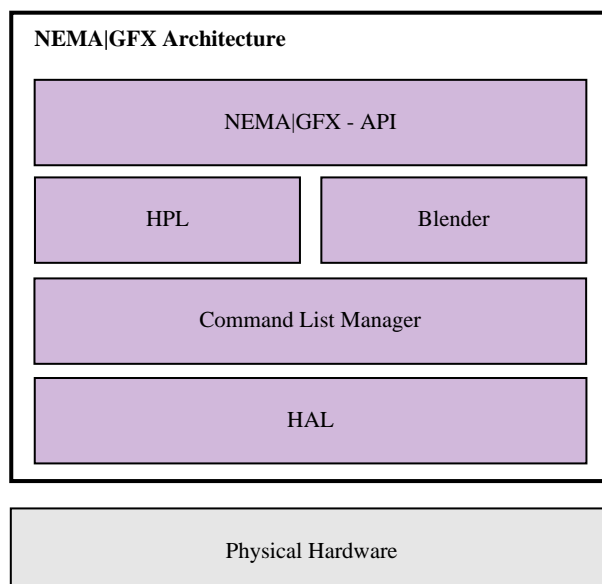 NEMA|GFX Architecture
NEMA|GFX - API
HPL
Blender
Command List Manager
HAL
Physical Hardware